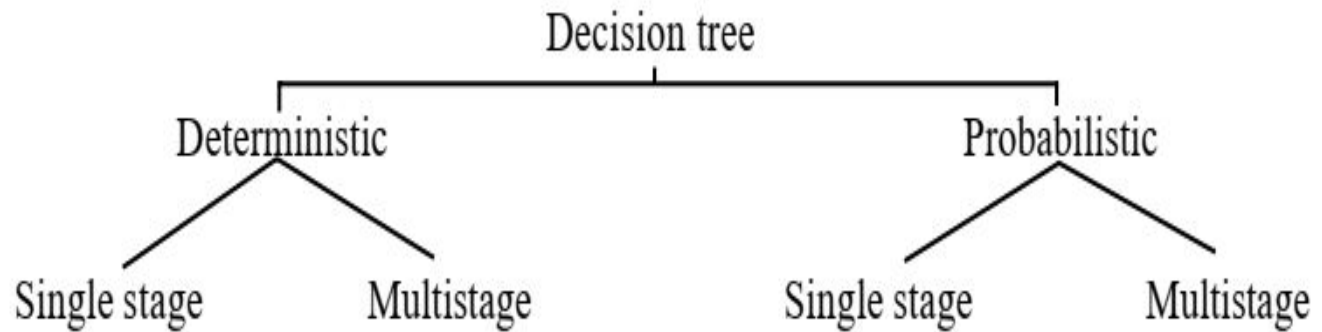 Decision tree
Deterministic Probabilistic
Single stage Multistage Single stage Multistage